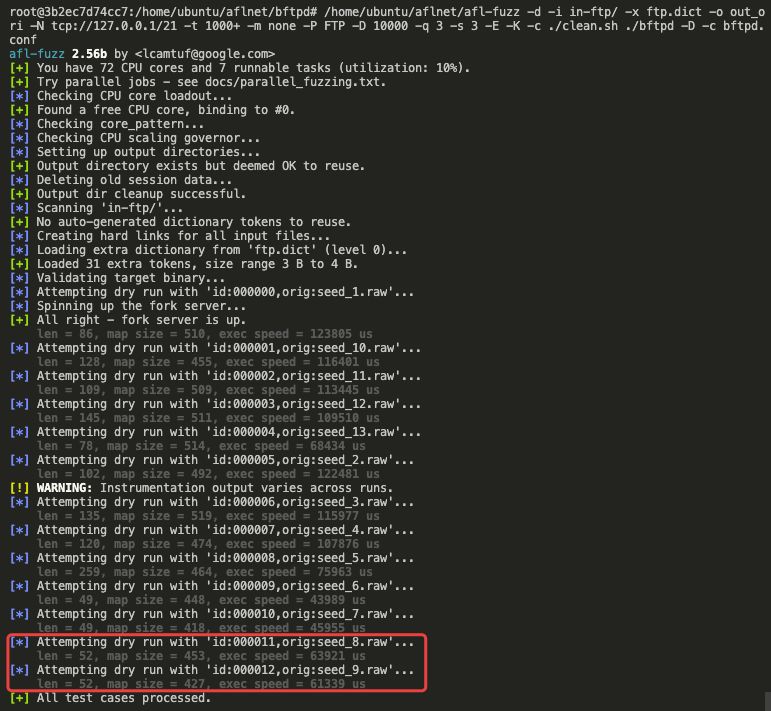 root@3b2ec7d74cc7:/home/ubuntu/aflnet/bftpd# /home/ubuntu/aflnet/afl-fuzz -d -i in-ftp/ -x ftp.dict -o out_o
ri -N tcp://127.0.0.1/21 -t 1000+ -m none -P FTP -D 10000 -q 3 -s 3 -E -K -c ./clean.sh ./bftpd -D -c bftpd.
conf
afl-fuzz 2.56b by <lcamtuf@google.com>
[+] You have 72 CPU cores and 7 runnable tasks (utilization: 10%).
[+] Try parallel jobs - see docs/parallel_fuzzing.txt.
[*] Checking CPU core loadout...
[+] Found a free CPU core, binding to #0.
[*] Checking core_pattern...
[*] Checking CPU scaling governor...
[*] Setting up output directories...
[+] Output directory exists but deemed OK to reuse.
[*] Deleting old session data...
[+] Output dir cleanup successful.
[*] Scanning 'in-ftp/'...
[+] No auto-generated dictionary tokens to reuse.
[*] Creating hard links for all input files...
[*] Loading extra dictionary from 'ftp.dict' (level 0)...
[+] Loaded 31 extra tokens, size range 3 B to 4 B.
[*] Validating target binary...
[*] Attempting dry run with 'id:000000,orig:seed_1.raw'...
[*] Spinning up the fork server...
[+] All right - fork server is up.
len = 86, map size = 510, exec speed = 123805 us
[*] Attempting dry run with 'id:000001,orig:seed_10.raw'...
len = 128, map size = 455, exec speed = 116401 us
[*] Attempting dry run with 'id:000002,orig:seed_11.raw'...
len = 109, map size = 509, exec speed = 113445 us
[*] Attempting dry run with 'id:000003,orig:seed_12.raw'...
len = 145, map size = 511, exec speed = 109510 us
[*] Attempting dry run with 'id:000004,orig:seed_13.raw'...
len = 78, map size = 514, exec speed = 68434 us
[*] Attempting dry run with 'id:000005,orig:seed_2.raw'...
len = 102, map size = 492, exec speed = 122481 us
[!] WARNING: Instrumentation output varies across runs.
[*] Attempting dry run with 'id:000006,orig:seed_3.raw'...
len = 135, map size = 519, exec speed = 115977 us
[*] Attempting dry run with 'id:000007,orig:seed_4.raw'...
len = 120, map size = 474, exec speed = 107876 us
[*] Attempting dry run with 'id:000008,orig:seed_5.raw'...
len = 259, map size = 464, exec speed = 75963 us
[*] Attempting dry run with 'id:000009,orig:seed_6.raw'...
len = 49, map size = 448, exec speed = 43989 us
[*] Attempting dry run with 'id:000010,orig:seed_7.raw'...
len = 49, map size = 418, exec speed = 45955 us
[*] Attempting dry run with 'id:000011,orig:seed_8.raw'...
len = 52, map size = 453, exec speed = 63921 us
[*] Attempting dry run with 'id:000012,orig:seed_9.raw'...
len = 52, map size = 427, exec speed = 61339 us
[+] All test cases processed.